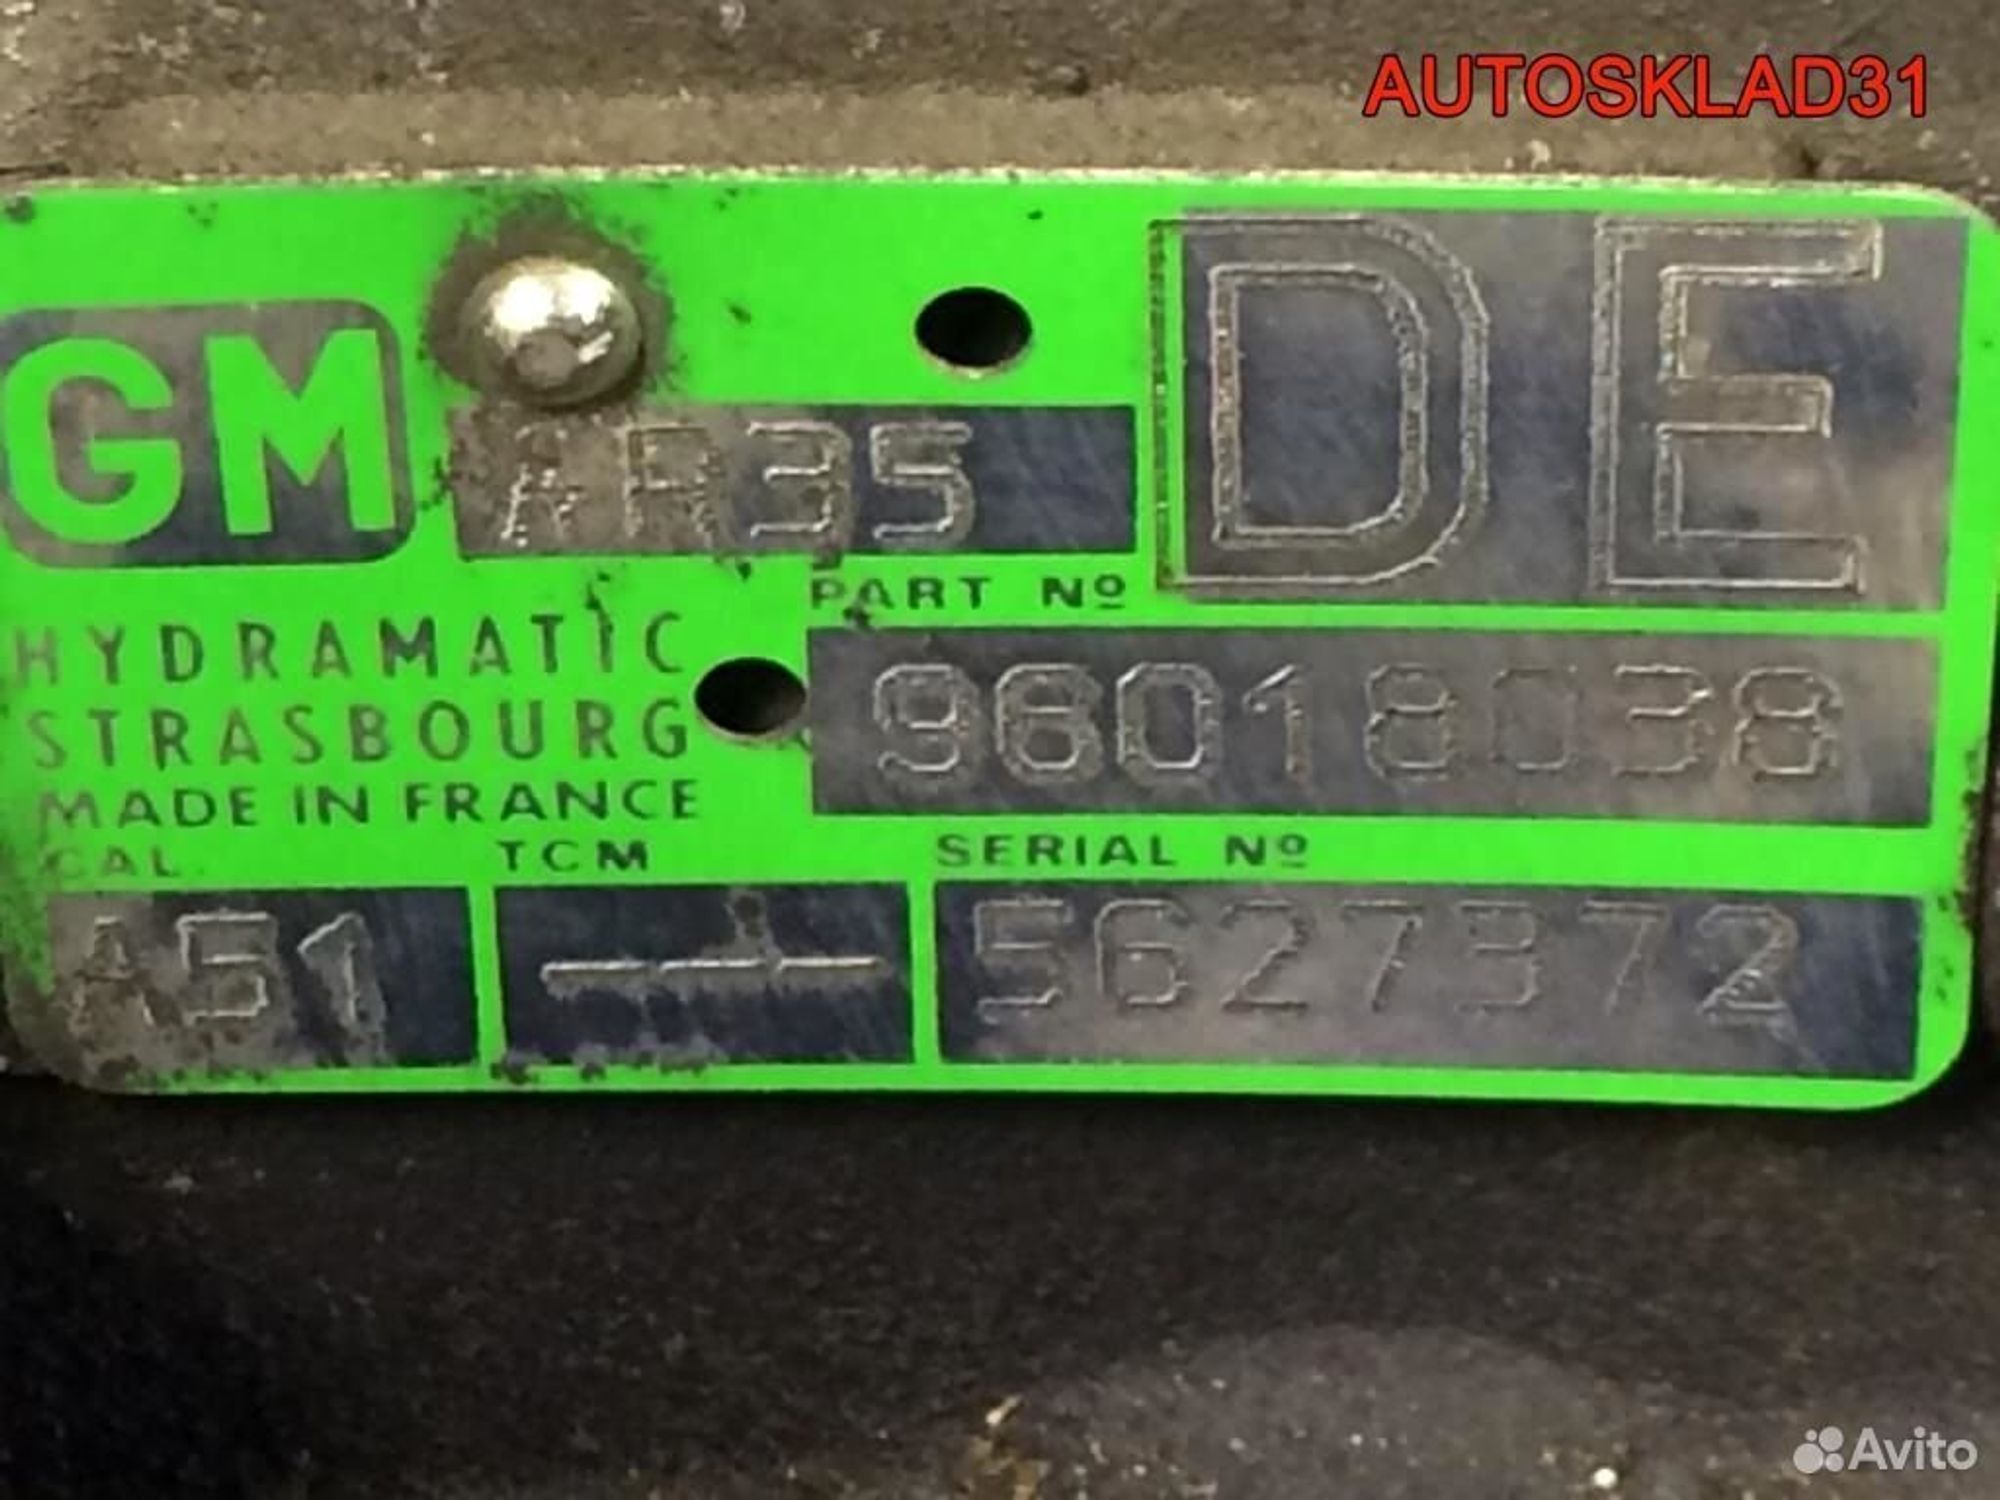 AUTOSKLAD31
GM
AR35
DE
PART Nº
HYDRAMATIC
STRASBOURG
96018038
MADE IN FRANCE
CAL. TCM SERIAL Nº
A51 --- 5627372
Avito